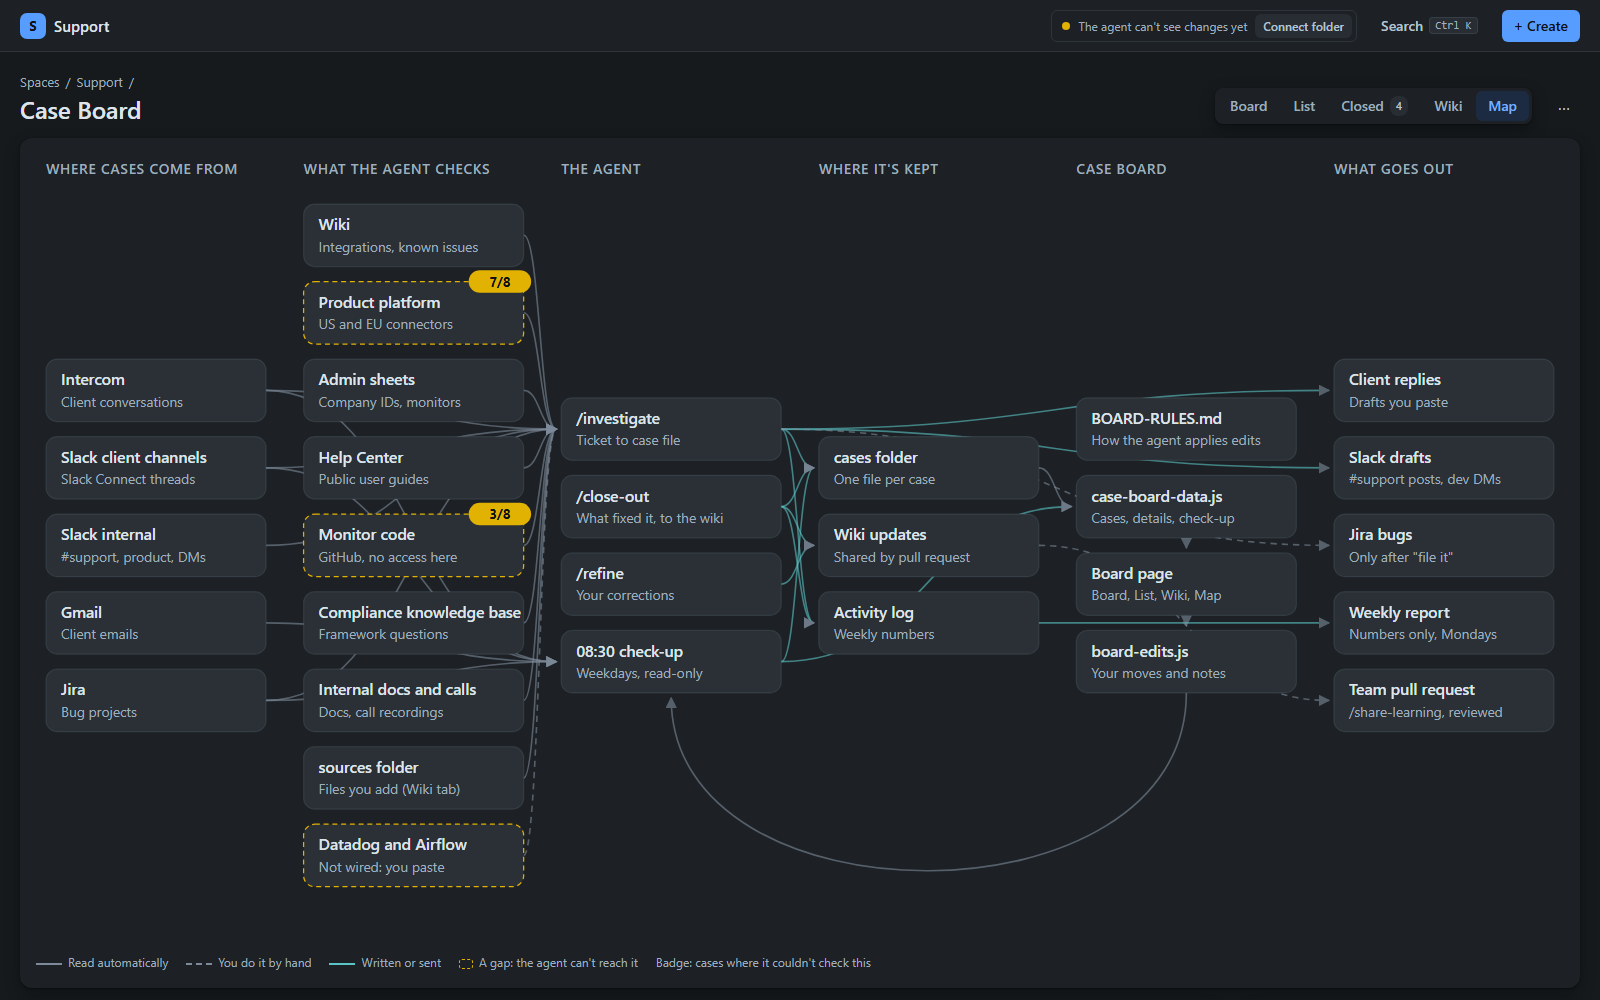 S Support
The agent can't see changes yet Connect folder
Search Ctrl K
+ Create
Spaces / Support /
Case Board
Board List Closed 4 Wiki Map ...
WHERE CASES COME FROM
WHAT THE AGENT CHECKS
THE AGENT
WHERE IT'S KEPT
CASE BOARD
WHAT GOES OUT
Intercom
Client conversations
Slack client channels
Slack Connect threads
Slack internal
#support, product, DMs
Gmail
Client emails
Jira
Bug projects
Wiki
Integrations, known issues
7/8
Product platform
US and EU connectors
Admin sheets
Company IDs, monitors
Help Center
Public user guides
3/8
Monitor code
GitHub, no access here
Compliance knowledge base
Framework questions
Internal docs and calls
Docs, call recordings
sources folder
Files you add (Wiki tab)
Datadog and Airflow
Not wired: you paste
/investigate
Ticket to case file
/close-out
What fixed it, to the wiki
/refine
Your corrections
08:30 check-up
Weekdays, read-only
cases folder
One file per case
Wiki updates
Shared by pull request
Activity log
Weekly numbers
BOARD-RULES.md
How the agent applies edits
case-board-data.js
Cases, details, check-up
Board page
Board, List, Wiki, Map
board-edits.js
Your moves and notes
Client replies
Drafts you paste
Slack drafts
#support posts, dev DMs
Jira bugs
Only after "file it"
Weekly report
Numbers only, Mondays
Team pull request
/share-learning, reviewed
Read automatically
You do it by hand
Written or sent
A gap: the agent can't reach it
Badge: cases where it couldn't check this